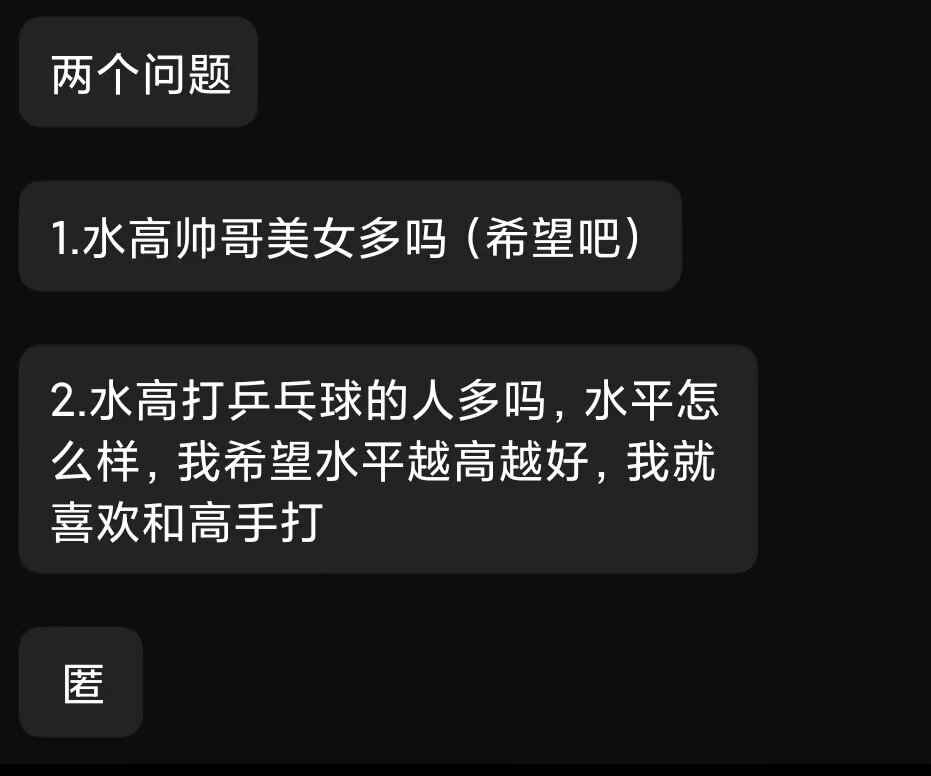 两个问题
1.水高帅哥美女多吗（希望吧）
2.水高打乒乓球的人多吗，水平怎
么样，我希望水平越高越好，我就
喜欢和高手打
匿